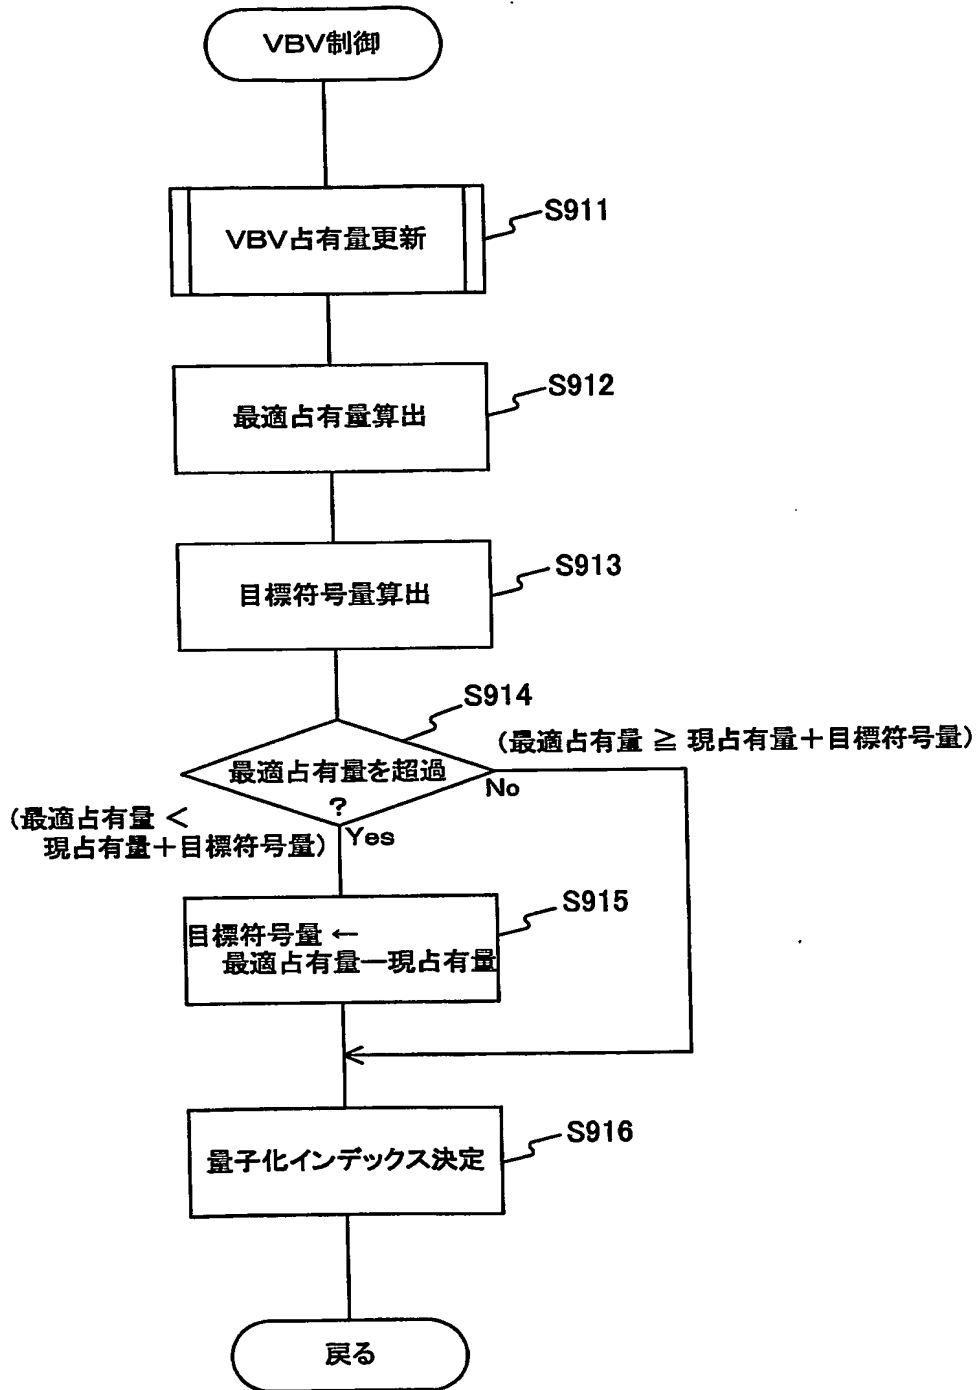 VBV制御
VBV占有量更新
S911
最適占有量算出
S912
目標符号量算出
S913
S914
最適占有量を超過
?
(最適占有量 ≧ 現占有量+目標符号量)
No
(最適占有量 <
現占有量+目標符号量)
Yes
目標符号量 ←
最適占有量-現占有量
S915
量子化インデックス決定
S916
戻る